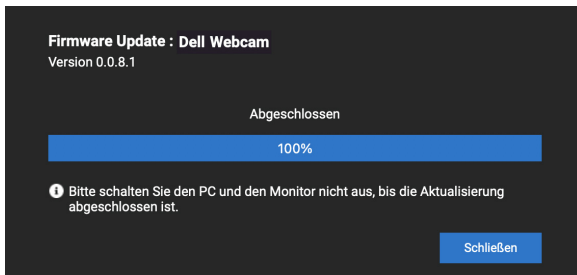 Firmware Update : Dell Webcam
Version 0.0.8.1
Abgeschlossen
100%
Bitte schalten Sie den PC und den Monitor nicht aus, bis die Aktualisierung
abgeschlossen ist.
Schließen